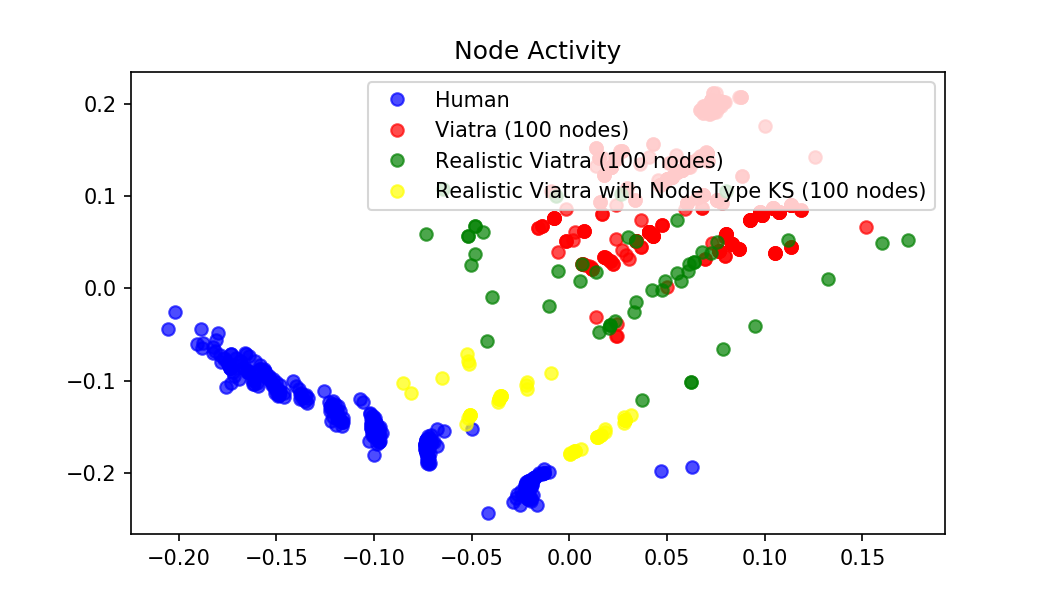 Node Activity
Human
Viatra (100 nodes)
Realistic Viatra (100 nodes)
Realistic Viatra with Node Type KS (100 nodes)
0.2
0.1
0.0
−0.1
−0.2
−0.20 −0.15 −0.10 −0.05 0.00 0.05 0.10 0.15